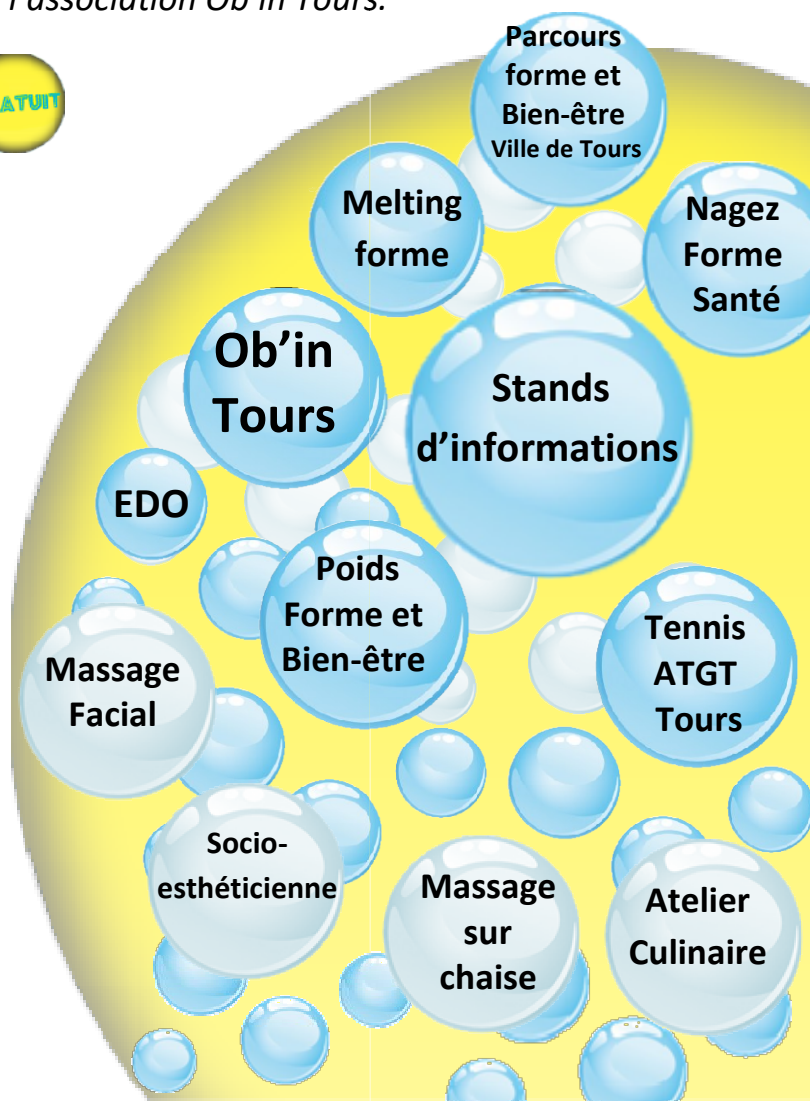 l'association Ob'in Tours.
ATUIT
Parcours
forme et
Bien-être
Ville de Tours
Melting
forme
Nagez
Forme
Santé
Ob'in
Tours
Stands
d'informations
EDO
Poids
Forme et
Bien-être
Tennis
ATGT
Tours
Massage
Facial
Socio-
esthéticienne
Massage
sur
chaise
Atelier
Culinaire